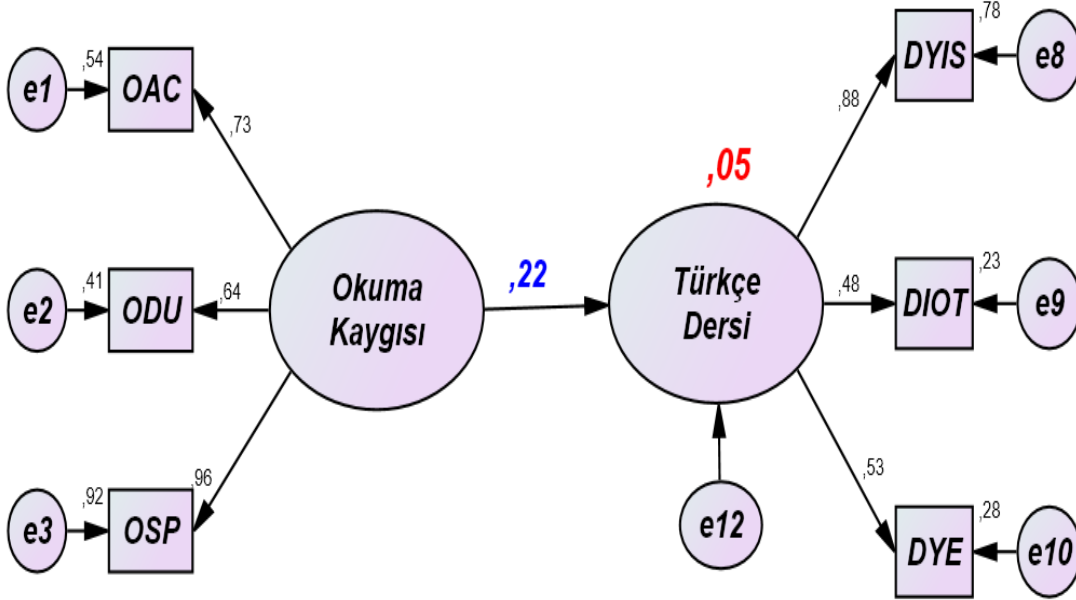 e1
,54
OAC
,73
e2
,41
ODU
,64
e3
,92
OSP
,96
Okuma
Kaygısı
,22
,05
Türkçe
Dersi
e12
,88
DYIS
,78
e8
,48
DIOT
,23
e9
,53
DYE
,28
e10